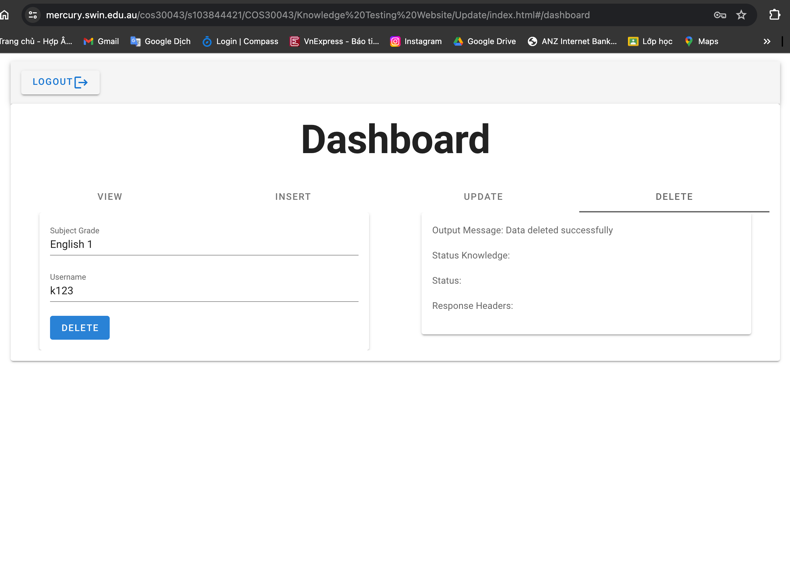 mercury.swin.edu.au/cos30043/s103844421/COS30043/Knowledge%20Testing%20Website/Update/index.html#/dashboard
Trang chủ - Hợp Â... Gmail Google Dịch Login | Compass VnExpress - Báo ti... Instagram Google Drive ANZ Internet Bank... Lớp học Maps »
LOGOUT
Dashboard
VIEW INSERT UPDATE DELETE
Subject Grade
English 1
Username
k123
DELETE
Output Message: Data deleted successfully
Status Knowledge:
Status:
Response Headers: